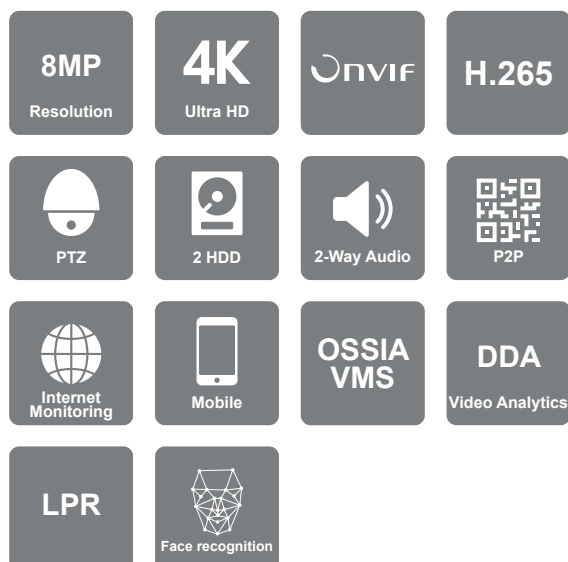 8MP
Resolution
4K
Ultra HD
ONVIF
H.265
PTZ
2 HDD
2-Way Audio
P2P
Internet
Monitoring
Mobile
OSSIA
VMS
DDA
Video Analytics
LPR
Face recognition